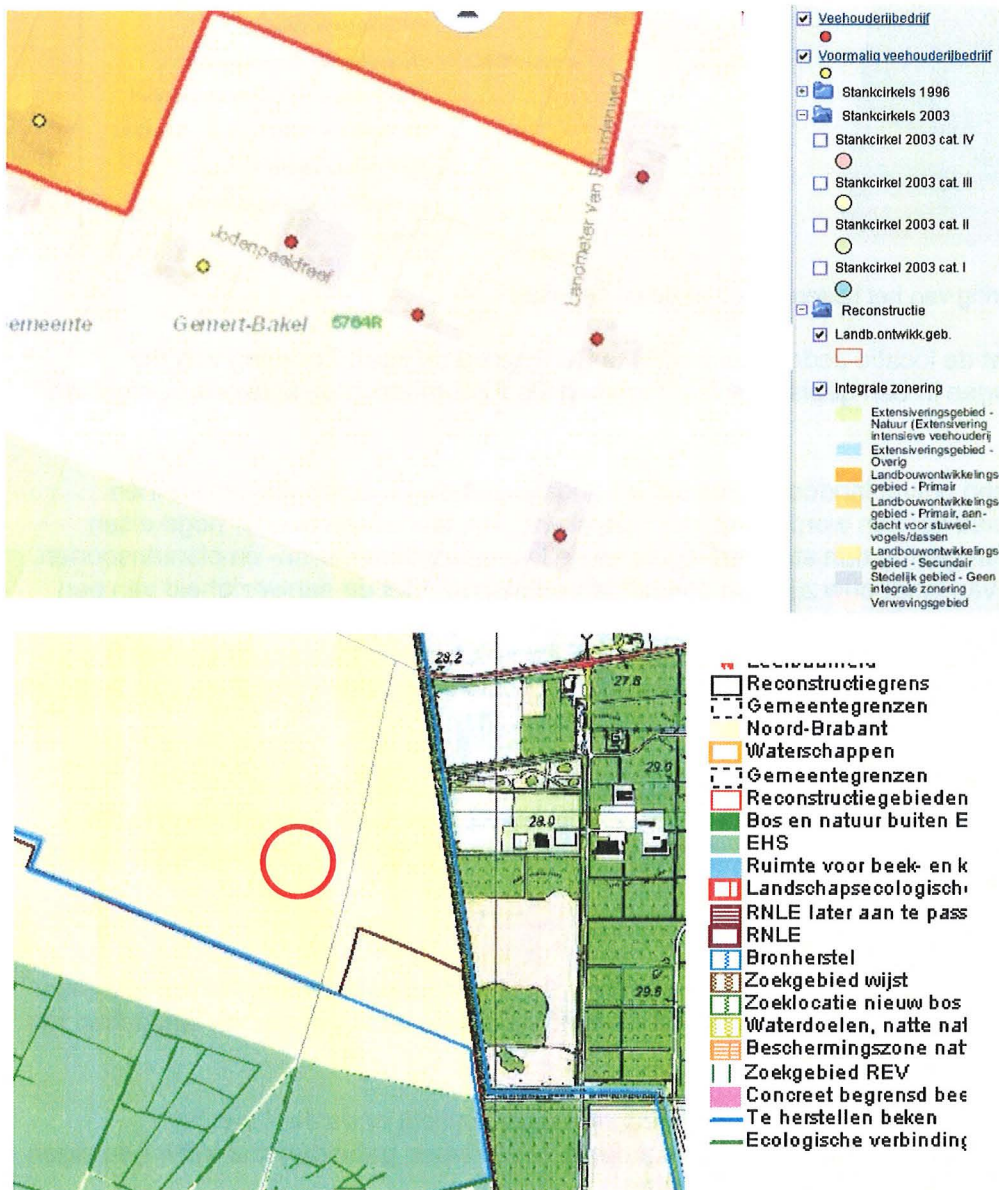 Veehouderijbedrijf
Voormalig veehouderijbedrijf
Stankcirkels 1996
Stankcirkels 2003
Stankcirkel 2003 cat. IV
Stankcirkel 2003 cat. III
Stankcirkel 2003 cat. II
Stankcirkel 2003 cat. I
Reconstructie
Landb.ontwikk.geb.
Integrale zonering
Extensiveringsgebied -
Natuur (Extensivering
intensieve veehouderij
Extensiveringsgebied -
Overig
Landbouwontwikkelings
gebied - Primair
Landbouwontwikkelings
gebied - Primair, aan-
dacht voor stuweel-
vogels/dassen
Landbouwontwikkelings
gebied - Secundair
Stedelijk gebied - Geen
integrale zonering
Verwevingsgebied
Landmeter Van
Jodenpeeldreef
emeente Gemert-Bakel 5764R
28.2
27.8
29.0
28.0
29.6
Reconstructiegrens
Gemeentegrenzen
Noord-Brabant
Waterschappen
Gemeentegrenzen
Reconstructiegebieden
Bos en natuur buiten E
EHS
Ruimte voor beek- en k
Landschapsecologisch
RNLE later aan te pass
RNLE
Bronherstel
Zoekgebied wijst
Zoeklocatie nieuw bos
Waterdoelen, natte nat
Beschermingszone nat
Zoekgebied REV
Concreet begrensd bee
Te herstellen beken
Ecologische verbinding